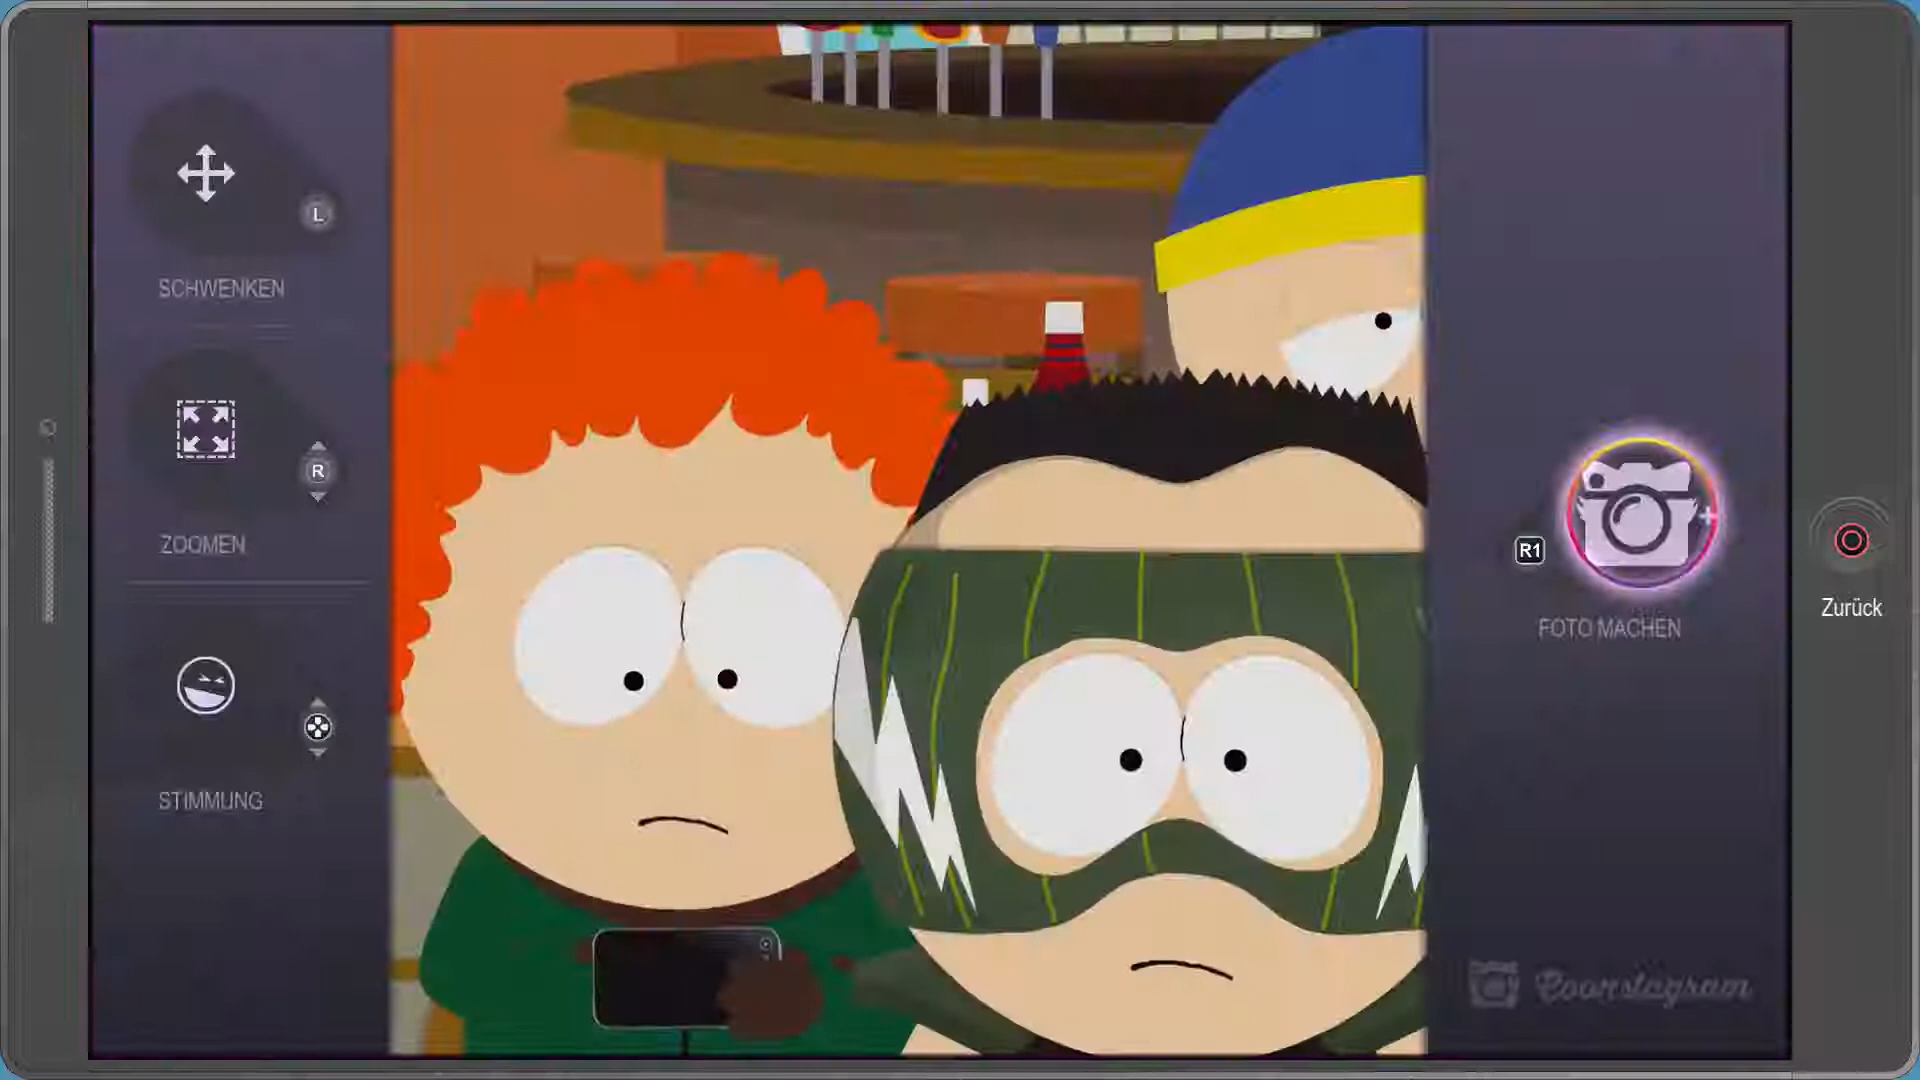 L
SCHWENKEN
R
ZOOMEN
STIMMUNG
R1
FOTO MACHEN
Zurück
Coonstagram